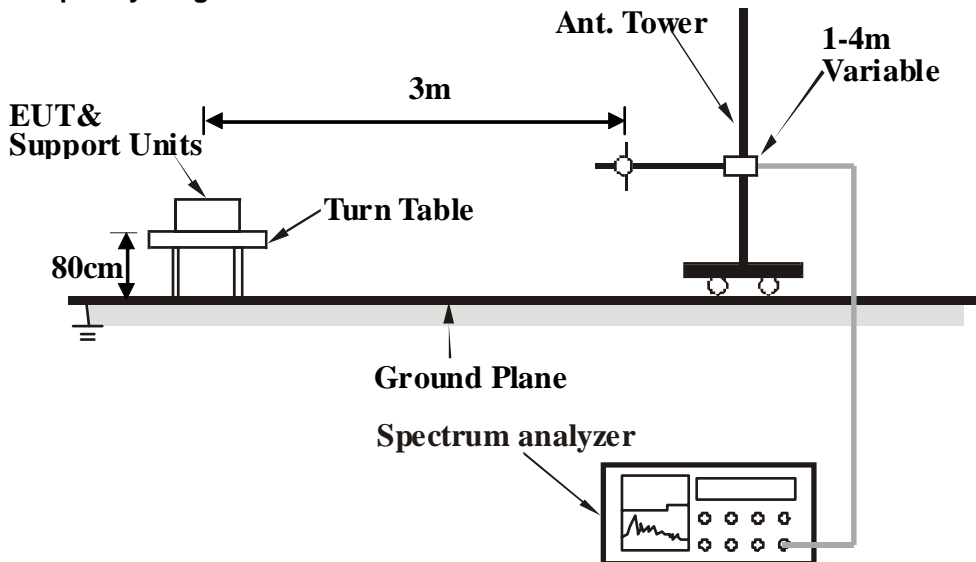 Ant. Tower
1-4m
Variable
3m
EUT&
Support Units
Turn Table
80cm
Ground Plane
Spectrum analyzer